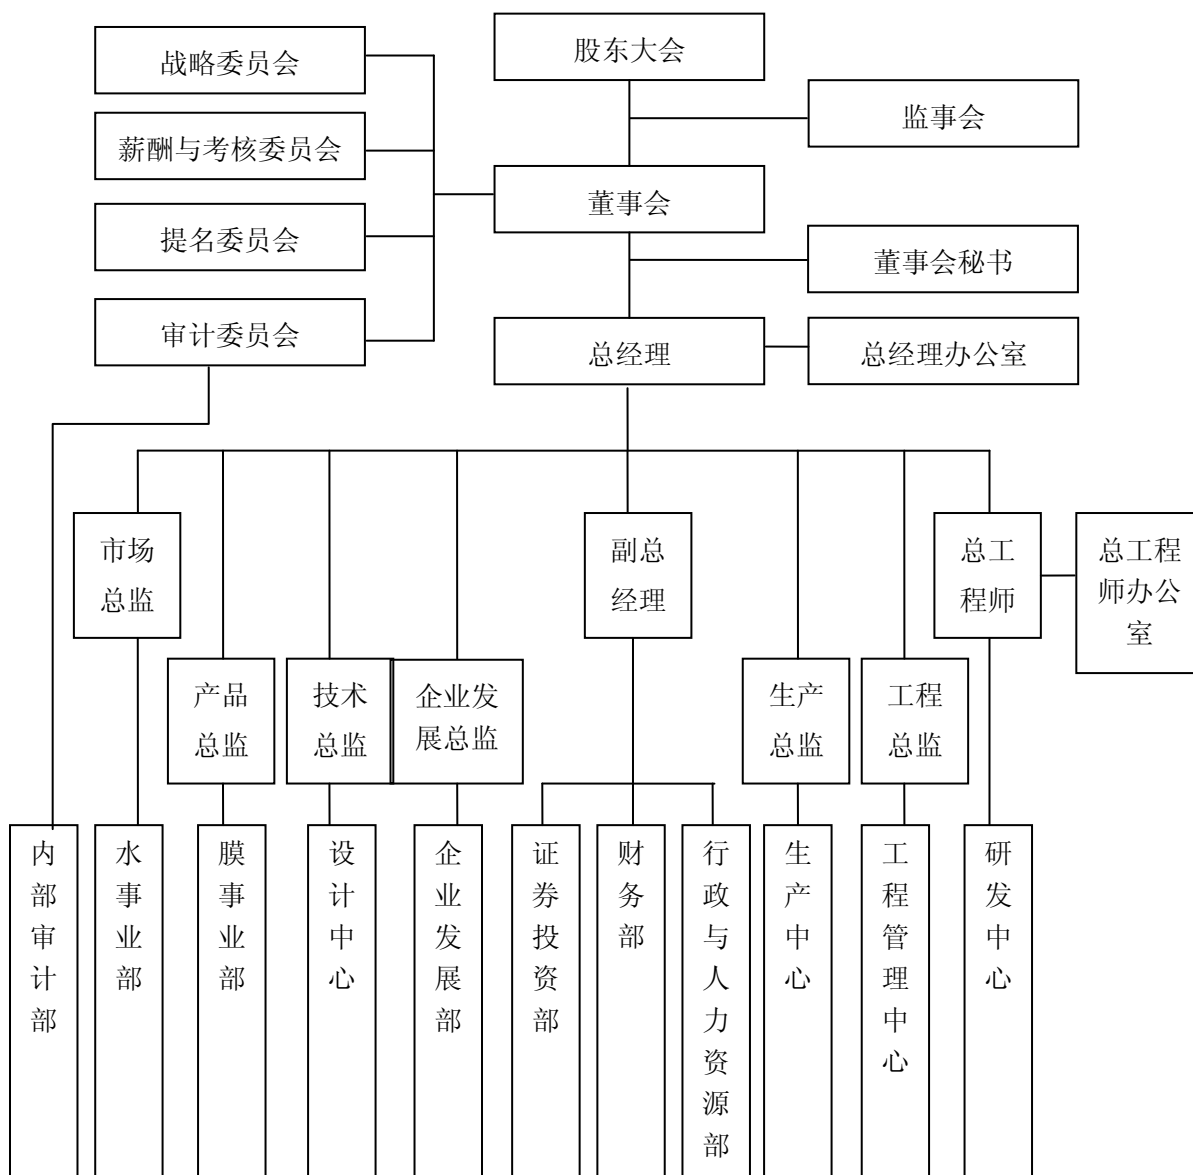 股东大会
战略委员会
监事会
薪酬与考核委员会
董事会
提名委员会
董事会秘书
审计委员会
总经理
总经理办公室
市场
总监
副总
经理
总工
程师
总工程
师办公
室
产品
总监
技术
总监
企业发
展总监
生产
总监
工程
总监
内部审计部
水事业部
膜事业部
设计中心
企业发展部
证券投资部
财务部
行政与人力资源部
生产中心
工程管理中心
研发中心